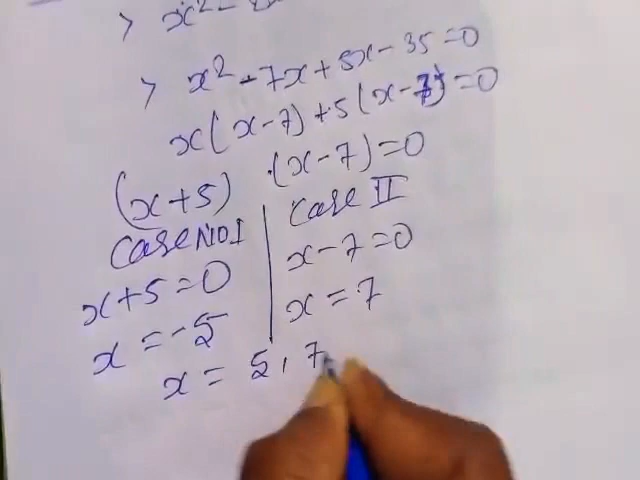 > x² -
> x² - 7x + 5x - 35 = 0
x(x-7) + 5(x-7) = 0
(x+5) · (x-7) = 0
Case NO I
x+5 = 0
x = -5
Case II
x-7 = 0
x = 7
x = 5, 7